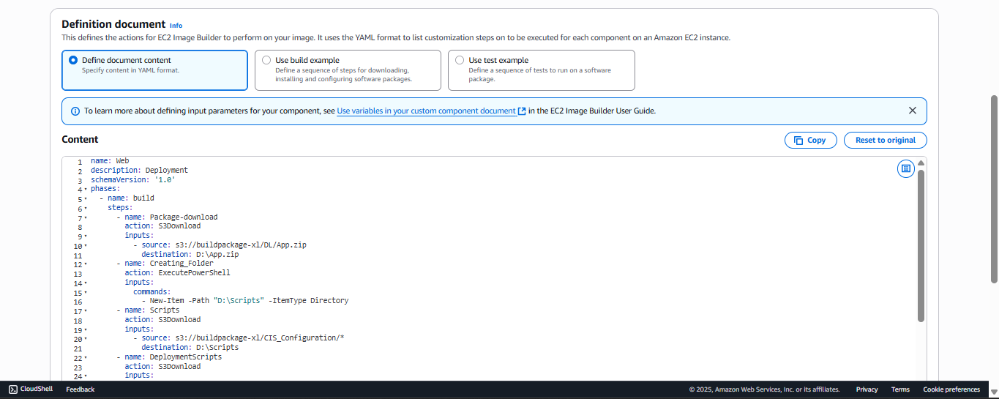 Definition document Info
This defines the actions for EC2 Image Builder to perform on your image. It uses the YAML format to list customization steps on to be executed for each component on an Amazon EC2 instance.
Define document content
Specify content in YAML format.
Use build example
Define a sequence of steps for downloading,
installing and configuring software packages.
Use test example
Define a sequence of tests to run on a software
package.
To learn more about defining input parameters for your component, see Use variables in your custom component document in the EC2 Image Builder User Guide.
Content
Copy
Reset to original
1 name: Web
2 description: Deployment
3 schemaVersion: '1.0'
4 phases:
5 - name: build
6 steps:
7 - name: Package-download
8 action: S3Download
9 inputs:
10 - source: s3://buildpackage-xl/DL/App.zip
11 destination: D:\App.zip
12 - name: Creating_Folder
13 action: ExecutePowerShell
14 inputs:
15 commands:
16 - New-Item -Path "D:\Scripts" -ItemType Directory
17 - name: Scripts
18 action: S3Download
19 inputs:
20 - source: s3://buildpackage-xl/CIS_Configuration/*
21 destination: D:\Scripts
22 - name: DeploymentScripts
23 action: S3Download
24 inputs:
CloudShell Feedback © 2025, Amazon Web Services, Inc. or its affiliates. Privacy Terms Cookie preferences